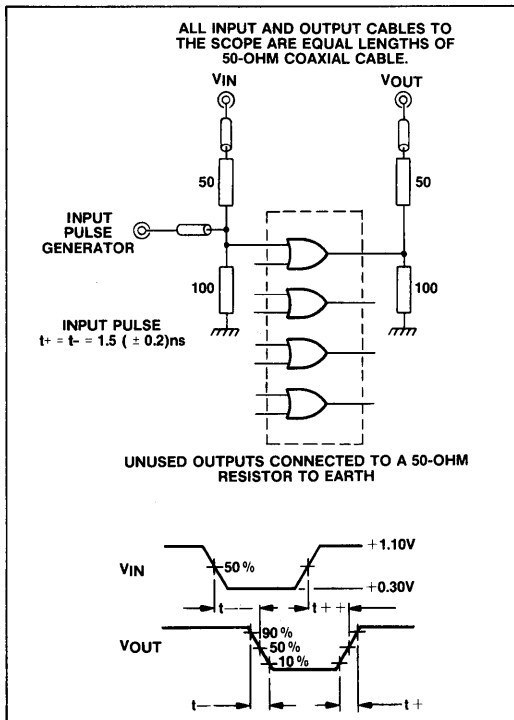 ALL INPUT AND OUTPUT CABLES TO
THE SCOPE ARE EQUAL LENGTHS OF
50-OHM COAXIAL CABLE.
VIN
VOUT
50
50
INPUT
PULSE
GENERATOR
100
100
INPUT PULSE
t+ = t- = 1.5 ( ± 0.2)ns
UNUSED OUTPUTS CONNECTED TO A 50-OHM
RESISTOR TO EARTH
VIN
50 %
+1.10V
+0.30V
t--
t++
VOUT
90 %
50 %
10 %
t-
t+